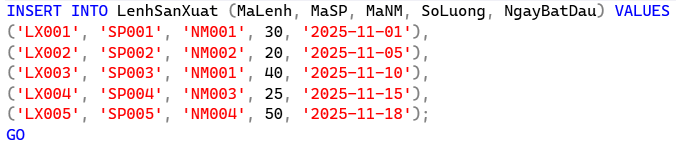 INSERT INTO LenhSanXuat (MaLenh, MaSP, MaNM, SoLuong, NgayBatDau) VALUES
('LX001', 'SP001', 'NM001', 30, '2025-11-01'),
('LX002', 'SP002', 'NM002', 20, '2025-11-05'),
('LX003', 'SP003', 'NM001', 40, '2025-11-10'),
('LX004', 'SP004', 'NM003', 25, '2025-11-15'),
('LX005', 'SP005', 'NM004', 50, '2025-11-18');
GO